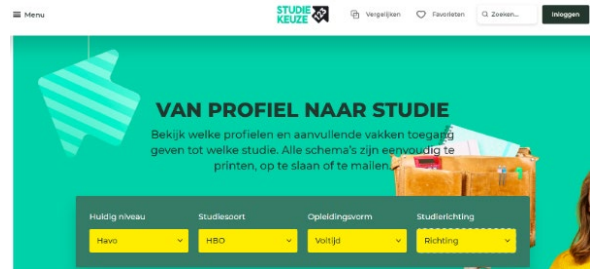 Menu
STUDIE
KEUZE
Vergelijken
Favorieten
Zoeken...
Inloggen
VAN PROFIEL NAAR STUDIE
Bekijk welke profielen en aanvullende vakken toegang
geven tot welke studie. Alle schema's zijn eenvoudig te
printen, op te slaan of te mailen.
Huidig niveau
Studiesoort
Opleidingsvorm
Studierichting
Havo
HBO
Voltijd
Richting